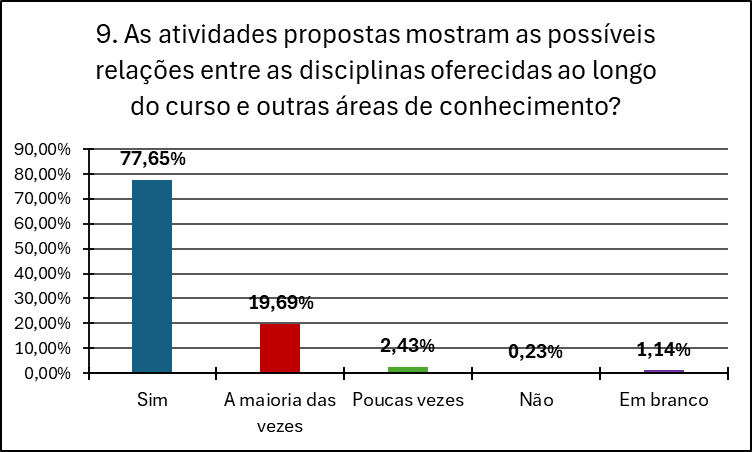 9. As atividades propostas mostram as possíveis
relações entre as disciplinas oferecidas ao longo
do curso e outras áreas de conhecimento?
90,00%
80,00%
70,00%
60,00%
50,00%
40,00%
30,00%
20,00%
10,00%
0,00%
77,65%
19,69%
2,43%
0,23%
1,14%
Sim
A maioria das
vezes
Poucas vezes
Não
Em branco